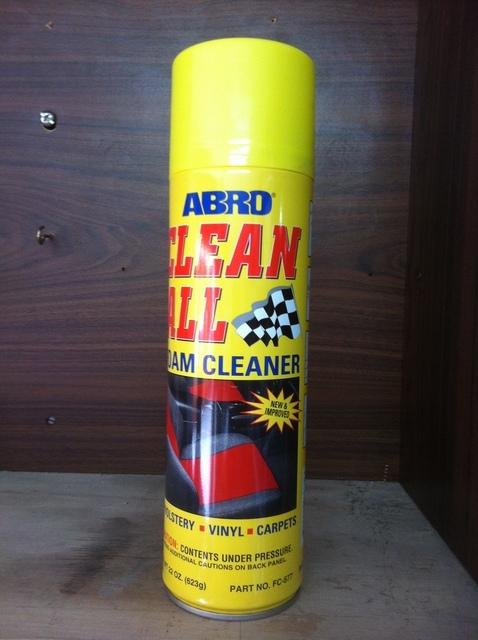 ABRO
CLEAN
ALL
OAM CLEANER
NEW &
IMPROVED
OLSTERY ▪ VINYL ▪ CARPETS
ION: CONTENTS UNDER PRESSURE.
ADDITIONAL CAUTIONS ON BACK PANEL.
22 OZ. (623g) PART NO. FC-577